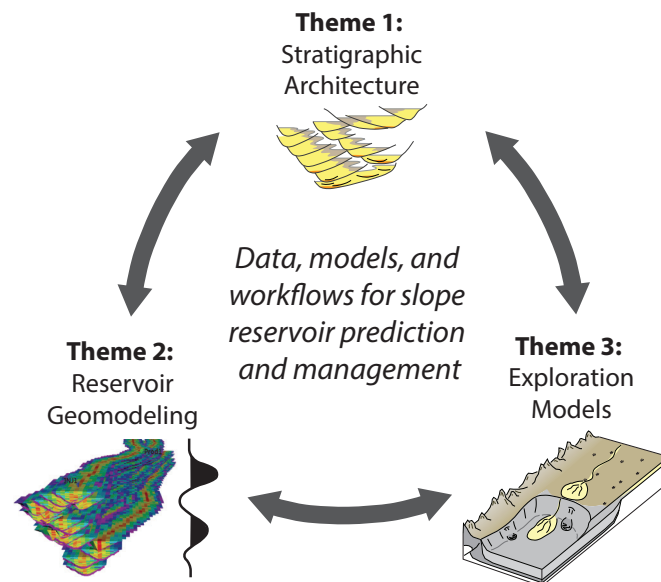 Theme 1:
Stratigraphic
Architecture
Data, models, and
workflows for slope
reservoir prediction
and management
Theme 2:
Reservoir
Geomodeling
Theme 3:
Exploration
Models